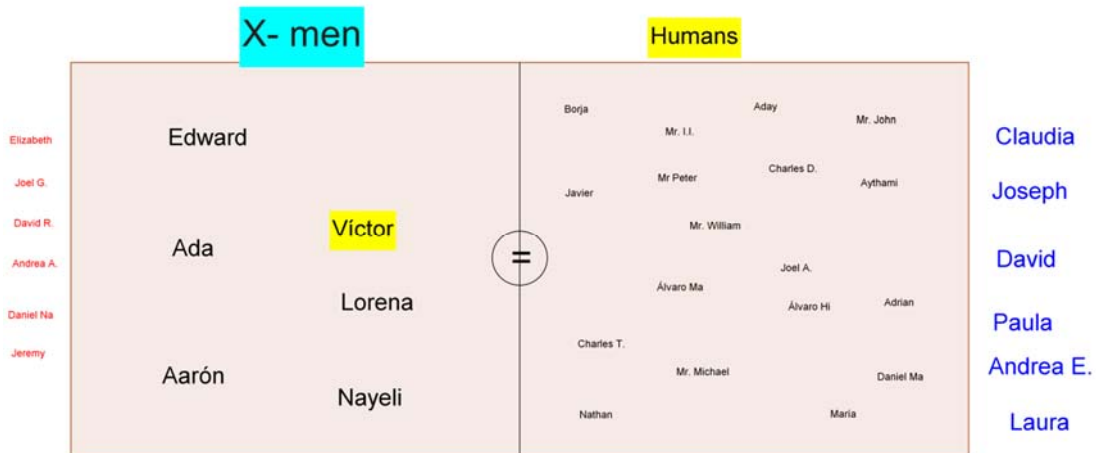 X- men
Humans
Elizabeth
Joel G.
David R.
Andrea A.
Daniel Na
Jeremy
Edward
Ada
Víctor
Lorena
Aarón
Nayeli
=
Borja
Aday
Mr. I.I.
Mr. John
Mr Peter
Charles D.
Javier
Aythami
Mr. William
Joel A.
Álvaro Ma
Álvaro Hi
Adrian
Charles T.
Mr. Michael
Daniel Ma
Nathan
Maria
Claudia
Joseph
David
Paula
Andrea E.
Laura